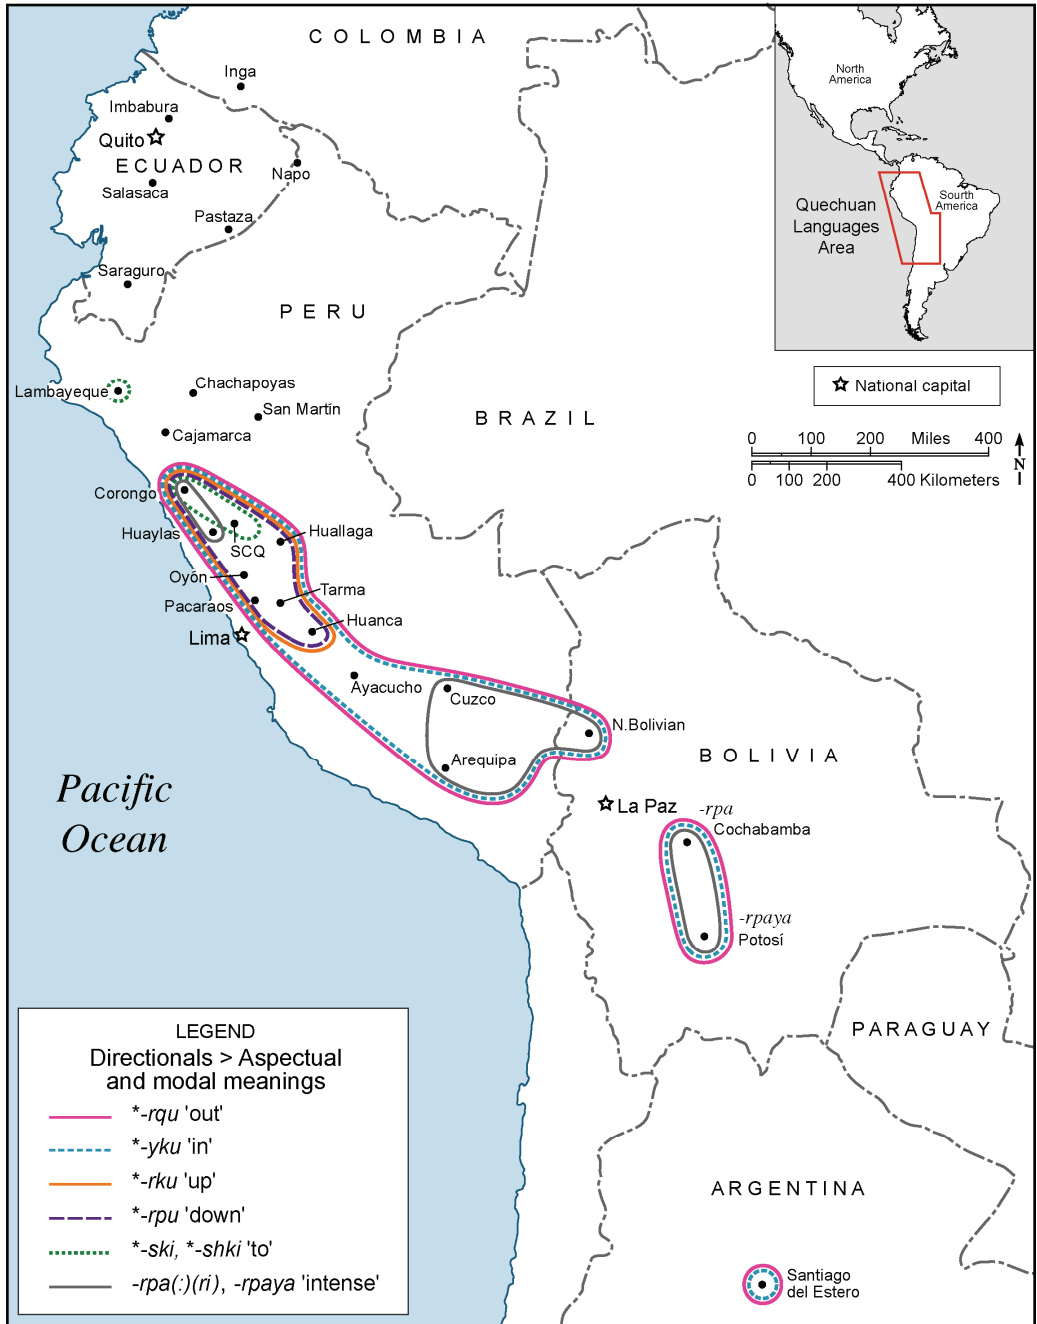 COLOMBIA
Inga
Imbabura
Quito
ECUADOR
Napo
Salasaca
Pastaza
Saraguro
PERU
North
America
Sourth
America
Quechuan
Languages
Area
National capital
0 100 200 Miles 400
0 100 200 400 Kilometers
N
Lambayeque
Chachapoyas
San Martín
Cajamarca
BRAZIL
Corongo
Huaylas
SCQ
Huallaga
Oyón
Tarma
Pacaraos
Huanca
Lima
Ayacucho
Cuzco
N.Bolivian
Arequipa
BOLIVIA
Pacific
Ocean
La Paz
-rpa
Cochabamba
-rpaya
Potosí
PARAGUAY
ARGENTINA
Santiago
del Estero
LEGEND
Directionals > Aspectual
and modal meanings
*-rqu 'out'
*-yku 'in'
*-rku 'up'
*-rpu 'down'
*-ski, *-shki 'to'
-rpa(:)(ri), -rpaya 'intense'